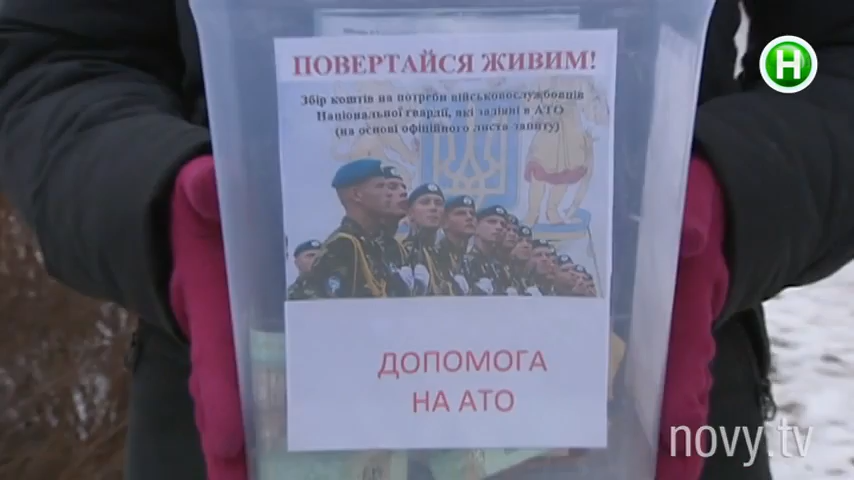 ПОВЕРТАЙСЯ ЖИВИМ!
Збір коштів на потреби військовослужбовців
Національної гвардії, які задіяні в АТО
(на основі офіційного листа запиту)
ДОПОМОГА
НА АТО
Н
novy.tv